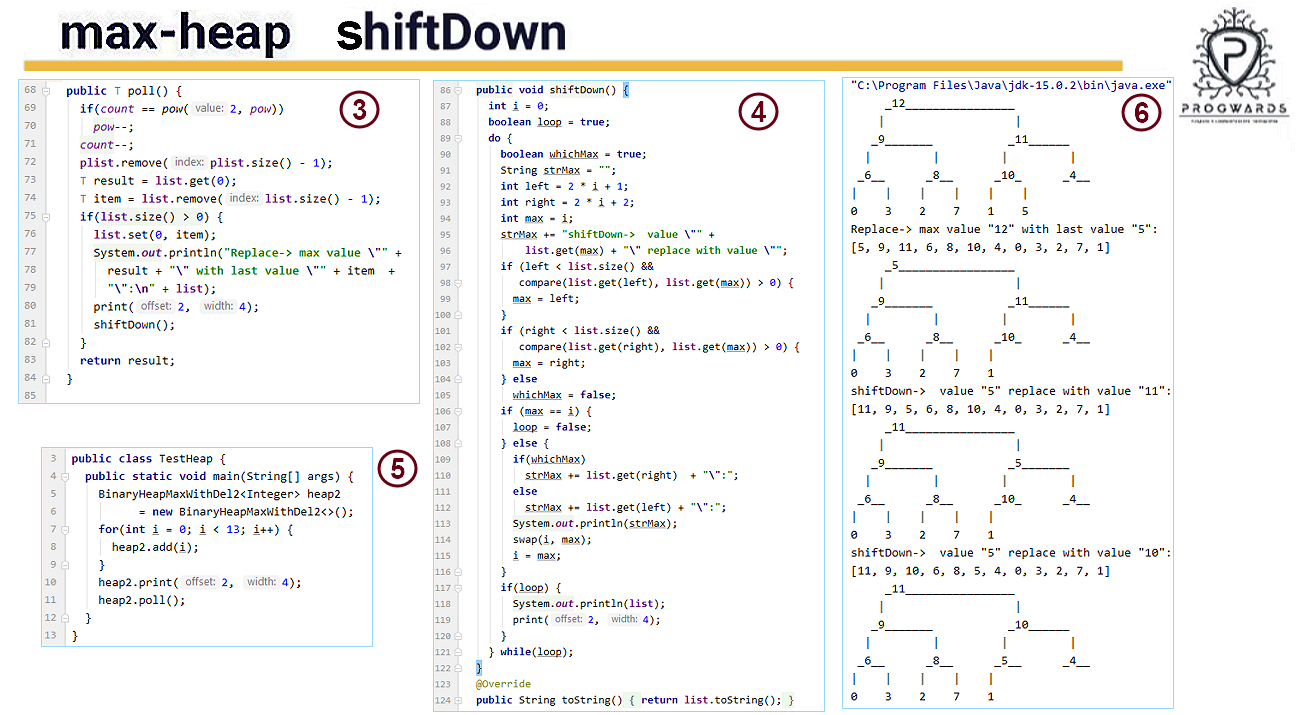 max-heap shiftDown
PROGWARDS
68 public T poll() {
69 if(count == pow( value: 2, pow))
70 pow--;
71 count--;
72 plist.remove( index: plist.size() - 1);
73 T result = list.get(0);
74 T item = list.remove( index: list.size() - 1);
75 if(list.size() > 0) {
76 list.set(0, item);
77 System.out.println("Replace-> max value \"" +
78 result + "\" with last value \"" + item +
79 "\":\n" + list);
80 print( offset: 2, width: 4);
81 shiftDown();
82 }
83 return result;
84 }
85
3
3 public class TestHeap {
4 public static void main(String[] args) {
5 BinaryHeapMaxWithDel2<Integer> heap2
6 = new BinaryHeapMaxWithDel2<>();
7 for(int i = 0; i < 13; i++) {
8 heap2.add(i);
9 }
10 heap2.print( offset: 2, width: 4);
11 heap2.poll();
12 }
13 }
5
86 public void shiftDown() {
87 int i = 0;
88 boolean loop = true;
89 do {
90 boolean whichMax = true;
91 String strMax = "";
92 int left = 2 * i + 1;
93 int right = 2 * i + 2;
94 int max = i;
95 strMax += "shiftDown-> value \"" +
96 list.get(max) + "\" replace with value \"";
97 if (left < list.size() &&
98 compare(list.get(left), list.get(max)) > 0) {
99 max = left;
100 }
101 if (right < list.size() &&
102 compare(list.get(right), list.get(max)) > 0) {
103 max = right;
104 } else
105 whichMax = false;
106 if (max == i) {
107 loop = false;
108 } else {
109 if(whichMax)
110 strMax += list.get(right) + "\":";
111 else
112 strMax += list.get(left) + "\":";
113 System.out.println(strMax);
114 swap(i, max);
115 i = max;
116 }
117 if(loop) {
118 System.out.println(list);
119 print( offset: 2, width: 4);
120 }
121 } while(loop);
122 }
123 @Override
124 public String toString() { return list.toString(); }
4
"C:\Program Files\Java\jdk-15.0.2\bin\java.exe"
6
_12________________
| |
_9_______ _11______
| | | |
_6__ _8__ _10_ _4__
| | | | | |
0 3 2 7 1 5
Replace-> max value "12" with last value "5":
[5, 9, 11, 6, 8, 10, 4, 0, 3, 2, 7, 1]
_5_________________
| |
_9_______ _11______
| | | |
_6__ _8__ _10_ _4__
| | | | |
0 3 2 7 1
shiftDown-> value "5" replace with value "11":
[11, 9, 5, 6, 8, 10, 4, 0, 3, 2, 7, 1]
_11________________
| |
_9_______ _5_______
| | | |
_6__ _8__ _10_ _4__
| | | | |
0 3 2 7 1
shiftDown-> value "5" replace with value "10":
[11, 9, 10, 6, 8, 5, 4, 0, 3, 2, 7, 1]
_11________________
| |
_9_______ _10______
| | | |
_6__ _8__ _5__ _4__
| | | | |
0 3 2 7 1